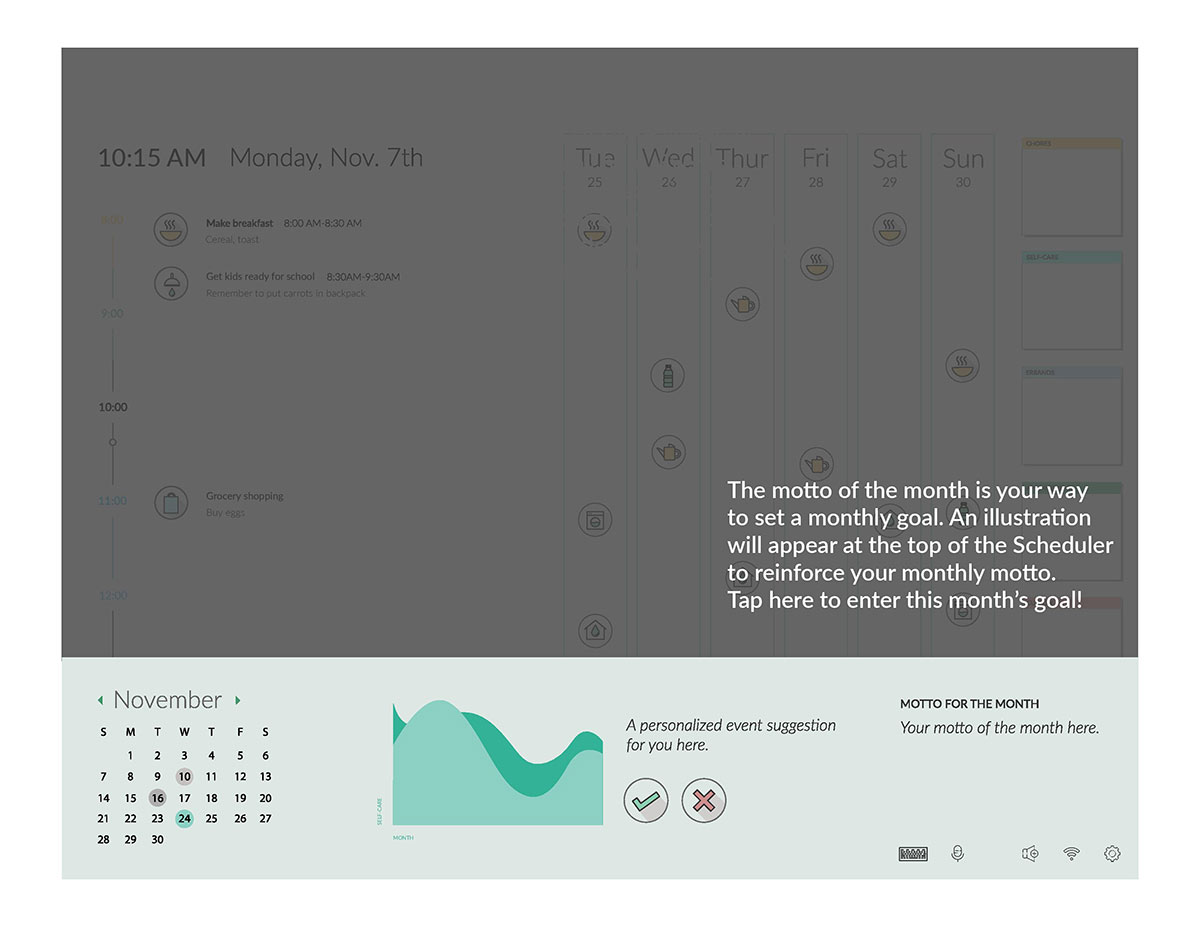 10:15 AM Monday, Nov. 7th
Tue
25
Wed
26
Thur
27
Fri
28
Sat
29
Sun
30
8:00
Make breakfast 8:00 AM-8:30 AM
Cereal, toast
Get kids ready for school 8:30AM-9:30AM
Remember to put carrots in backpack
9:00
10:00
11:00
Grocery shopping
Buy eggs
12:00
CHORES
SELF-CARE
ERRANDS
The motto of the month is your way
to set a monthly goal. An illustration
will appear at the top of the Scheduler
to reinforce your monthly motto.
Tap here to enter this month's goal!
November
S M T W T F S
1 2 3 4 5 6
7 8 9 10 11 12 13
14 15 16 17 18 19 20
21 22 23 24 25 26 27
28 29 30
SELF-CARE
MONTH
A personalized event suggestion
for you here.
MOTTO FOR THE MONTH
Your motto of the month here.